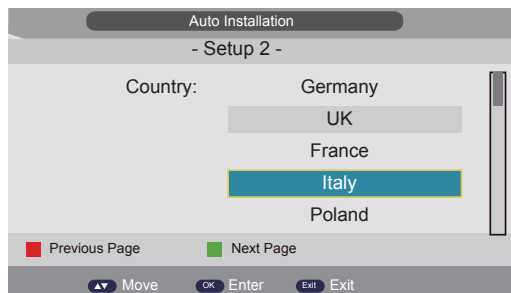 Auto Installation
- Setup 2 -
Country: Germany
UK
France
Italy
Poland
Previous Page Next Page
▲▼ Move OK Enter Exit Exit